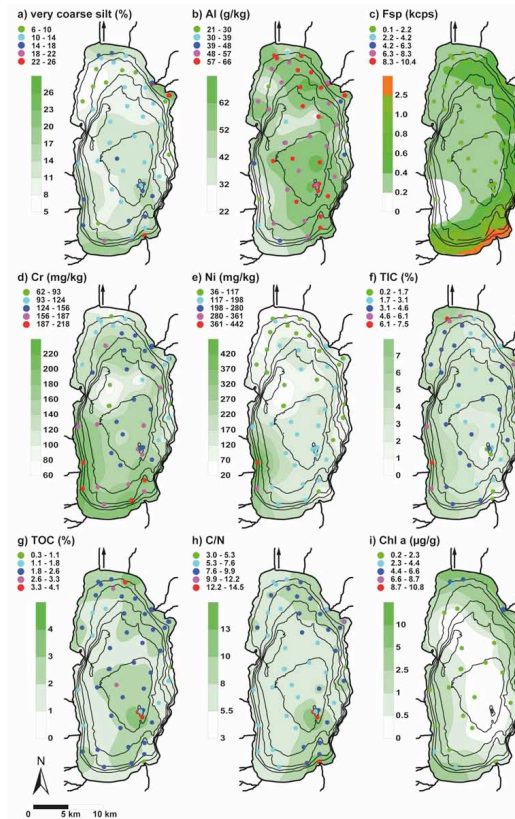 a) very coarse silt (%)
6 - 10
10 - 14
14 - 18
18 - 22
22 - 26
26
23
20
17
14
11
8
5
b) Al (g/kg)
21 - 30
30 - 39
39 - 48
48 - 57
57 - 66
62
52
42
32
22
c) Fsp (kcps)
0.1 - 2.2
2.2 - 4.2
4.2 - 6.3
6.3 - 8.3
8.3 - 10.4
2.5
1.0
0.8
0.6
0.4
0.2
0
d) Cr (mg/kg)
62 - 93
93 - 124
124 - 156
156 - 187
187 - 218
220
200
180
160
140
120
100
80
60
e) Ni (mg/kg)
36 - 117
117 - 198
198 - 280
280 - 361
361 - 442
420
370
320
270
220
170
120
70
20
f) TIC (%)
0.2 - 1.7
1.7 - 3.1
3.1 - 4.6
4.6 - 6.1
6.1 - 7.5
7
6
5
4
3
2
1
0
g) TOC (%)
0.3 - 1.1
1.1 - 1.8
1.8 - 2.6
2.6 - 3.3
3.3 - 4.1
4
3
2
1
0
h) C/N
3.0 - 5.3
5.3 - 7.6
7.6 - 9.9
9.9 - 12.2
12.2 - 14.5
13
10.5
8
5.5
3
i) Chl a (µg/g)
0.2 - 2.3
2.3 - 4.4
4.4 - 6.6
6.6 - 8.7
8.7 - 10.8
10
5
2.5
1
0.5
0
N
0 5 km 10 km